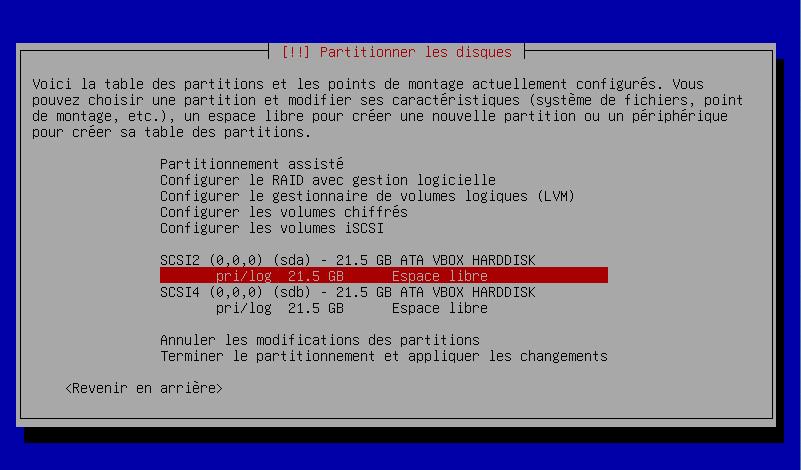 [!!] Partitionner les disques
Voici la table des partitions et les points de montage actuellement configurés. Vous
pouvez choisir une partition et modifier ses caractéristiques (système de fichiers, point
de montage, etc.), un espace libre pour créer une nouvelle partition ou un périphérique
pour créer sa table des partitions.
Partitionnement assisté
Configurer le RAID avec gestion logicielle
Configurer le gestionnaire de volumes logiques (LVM)
Configurer les volumes chiffrés
Configurer les volumes iSCSI
SCSI2 (0,0,0) (sda) - 21.5 GB ATA VBOX HARDDISK
pri/log 21.5 GB Espace libre
SCSI4 (0,0,0) (sdb) - 21.5 GB ATA VBOX HARDDISK
pri/log 21.5 GB Espace libre
Annuler les modifications des partitions
Terminer le partitionnement et appliquer les changements
<Revenir en arrière>